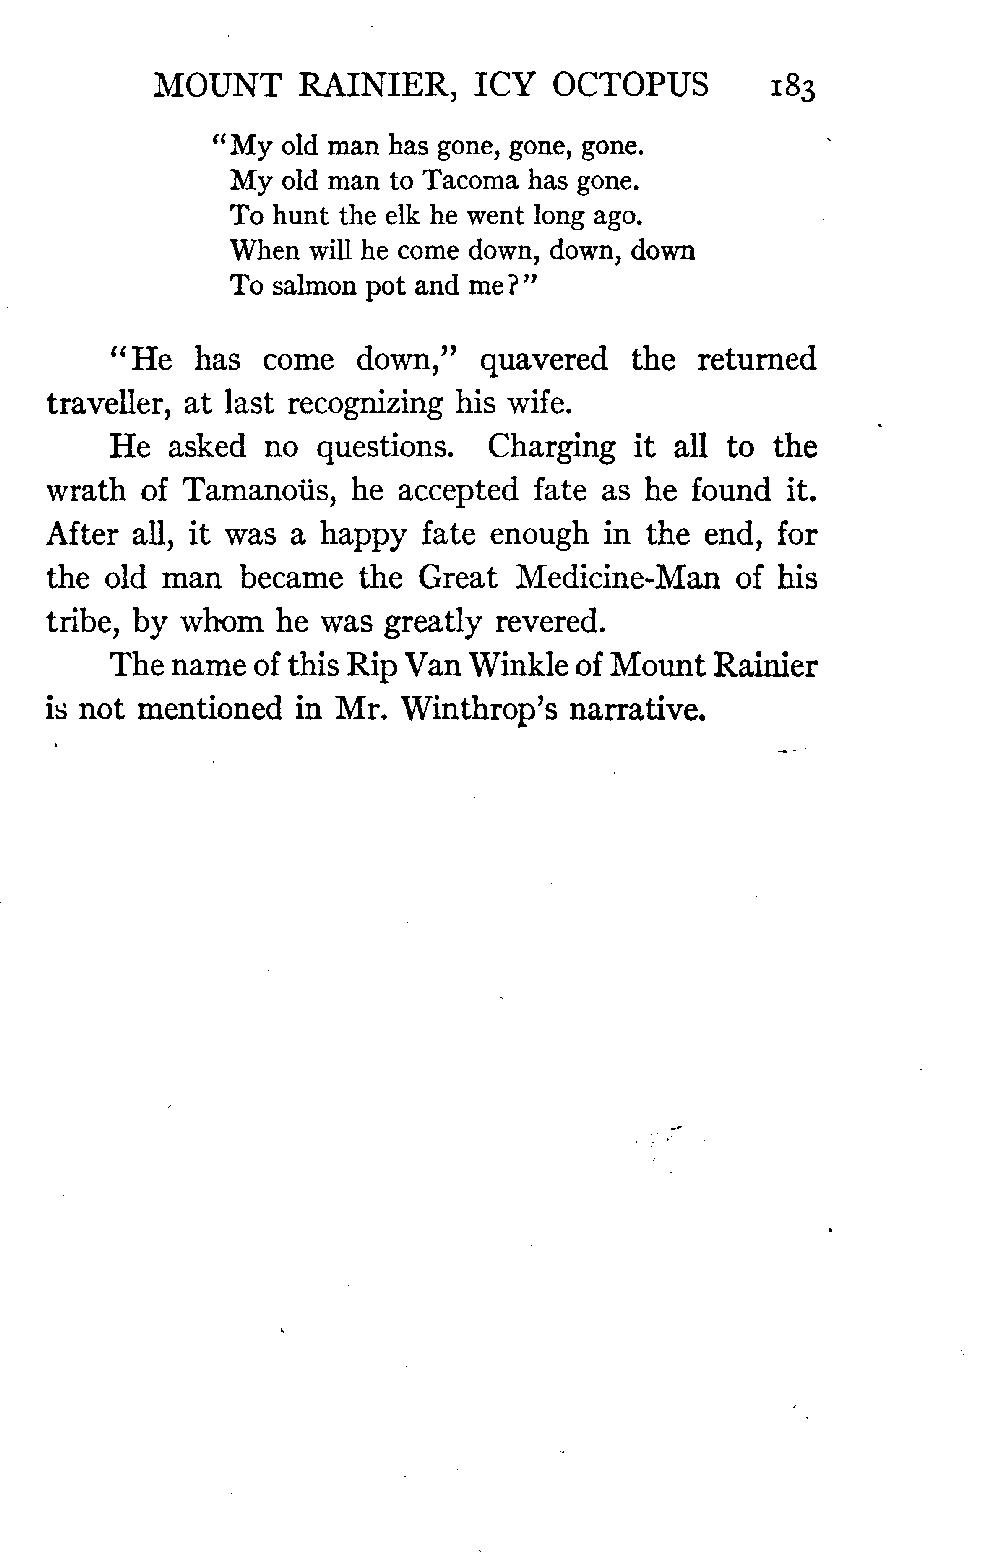 MOUNT RAINIER, ICY OCTOPUS 183
"My old man has gone, gone, gone.
My old man to Tacoma has gone.
To hunt the elk he went long ago.
When will he come down, down, down
To salmon pot and me?"
"He has come down," quavered the returned
traveller, at last recognizing his wife.
He asked no questions. Charging it all to the
wrath of Tamanoüs, he accepted fate as he found it.
After all, it was a happy fate enough in the end, for
the old man became the Great Medicine-Man of his
tribe, by whom he was greatly revered.
The name of this Rip Van Winkle of Mount Rainier
is not mentioned in Mr. Winthrop's narrative.